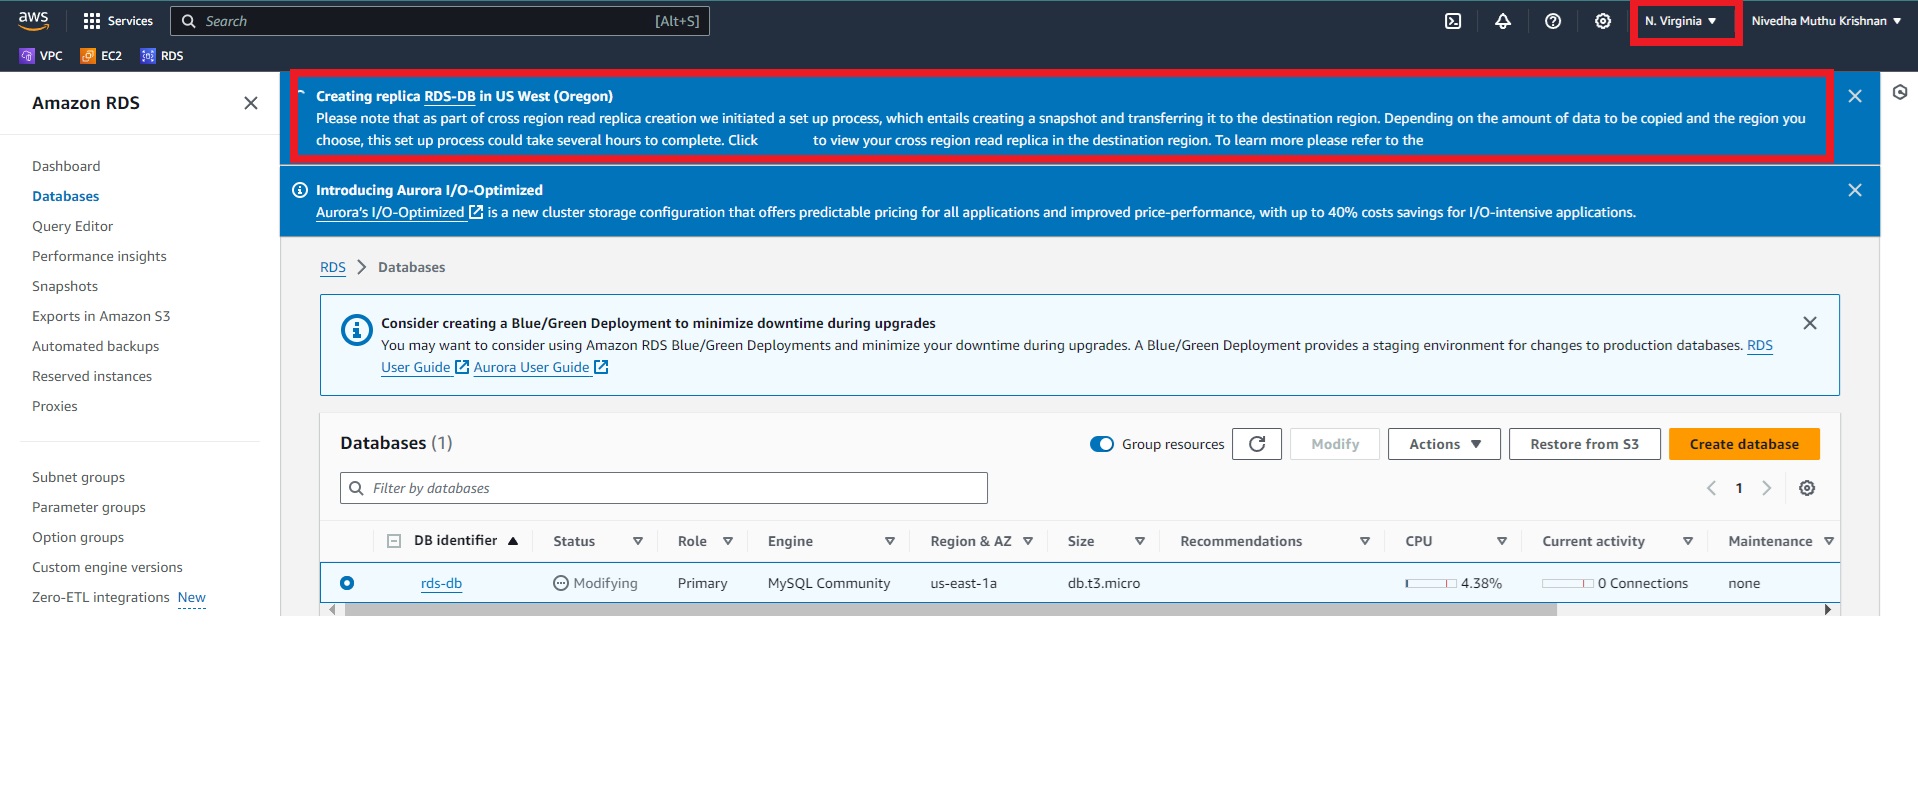 aws
Services
Search
[Alt+S]
N. Virginia
Nivedha Muthu Krishnan
VPC
EC2
RDS
Amazon RDS
Dashboard
Databases
Query Editor
Performance insights
Snapshots
Exports in Amazon S3
Automated backups
Reserved instances
Proxies
Subnet groups
Parameter groups
Option groups
Custom engine versions
Zero-ETL integrations New
Creating replica RDS-DB in US West (Oregon)
Please note that as part of cross region read replica creation we initiated a set up process, which entails creating a snapshot and transferring it to the destination region. Depending on the amount of data to be copied and the region you
choose, this set up process could take several hours to complete. Click to view your cross region read replica in the destination region. To learn more please refer to the
Introducing Aurora I/O-Optimized
Aurora's I/O-Optimized is a new cluster storage configuration that offers predictable pricing for all applications and improved price-performance, with up to 40% costs savings for I/O-intensive applications.
RDS > Databases
Consider creating a Blue/Green Deployment to minimize downtime during upgrades
You may want to consider using Amazon RDS Blue/Green Deployments and minimize your downtime during upgrades. A Blue/Green Deployment provides a staging environment for changes to production databases. RDS
User Guide Aurora User Guide
Databases (1)
Group resources
Modify
Actions
Restore from S3
Create database
Filter by databases
1
DB identifier Status Role Engine Region & AZ Size Recommendations CPU Current activity Maintenance
rds-db Modifying Primary MySQL Community us-east-1a db.t3.micro 4.38% 0 Connections none